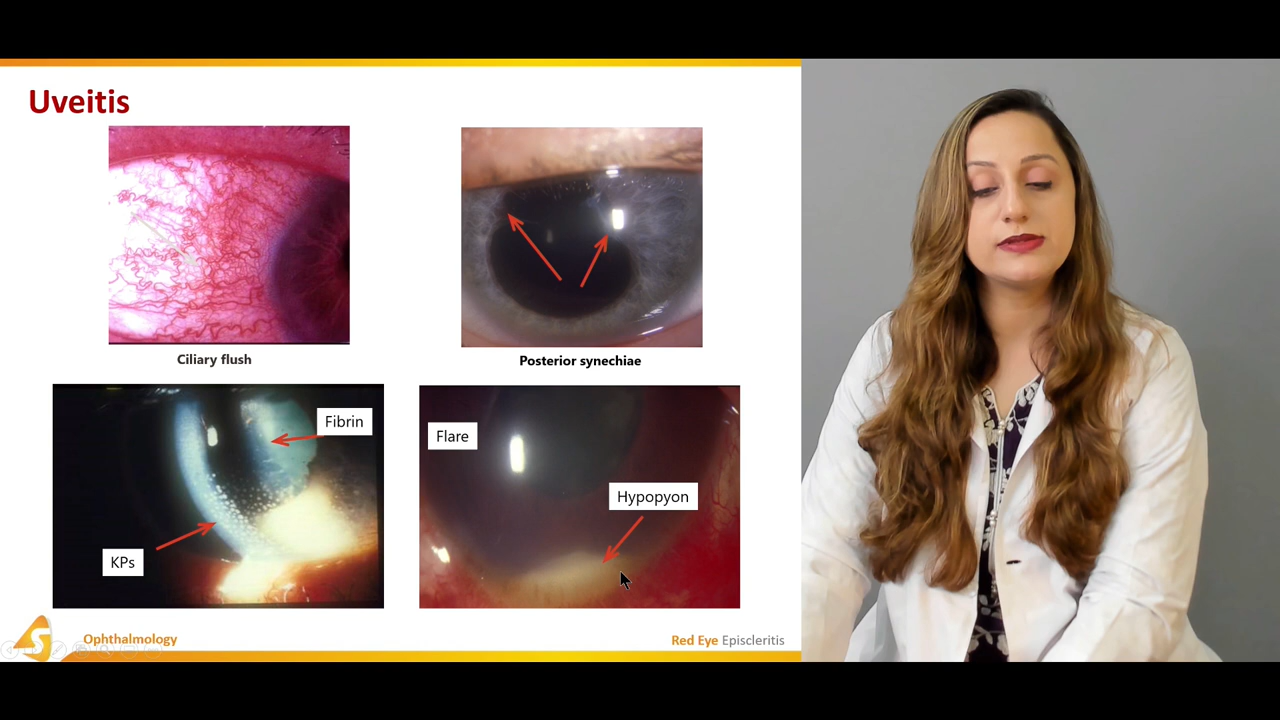 Uveitis
Ciliary flush
Posterior synechiae
Fibrin
KPs
Flare
Hypopyon
S
Ophthalmology
Red Eye Episcleritis